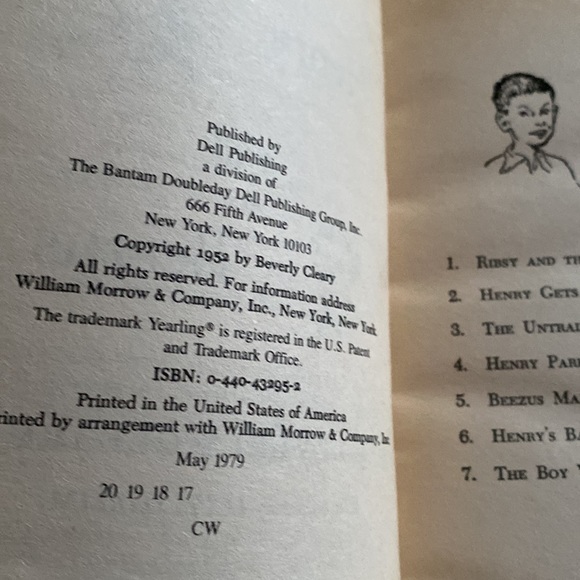 Published by
Dell Publishing
a division of
The Bantam Doubleday Dell Publishing Group, Inc.
666 Fifth Avenue
New York, New York 10103
Copyright 1952 by Beverly Cleary
All rights reserved. For information address
William Morrow & Company, Inc., New York, New York
The trademark Yearling® is registered in the U.S. Patent
and Trademark Office.
ISBN: 0-440-43295-2
Printed in the United States of America
rinted by arrangement with William Morrow & Company, Inc
May 1979
20 19 18 17
CW
1. RIBSY AND TH
2. HENRY GETS
3. THE UNTRAI
4. HENRY PAR
5. BEEZUS MA
6. HENRY'S BA
7. THE BOY